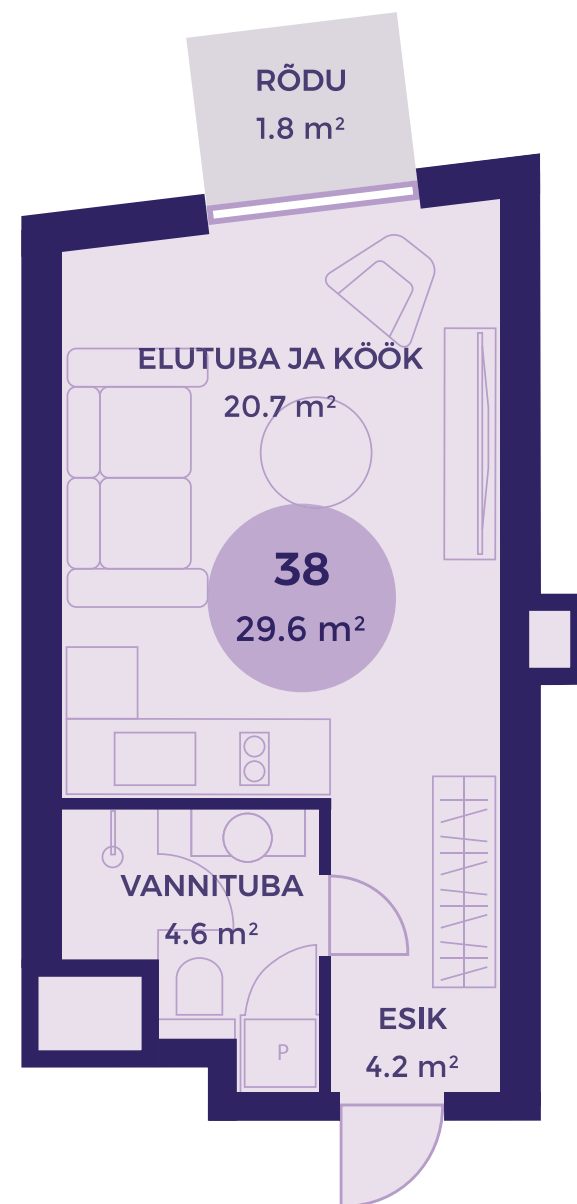 RÕDU
1.8 m²
ELUTUBA JA KÖÖK
20.7 m²
38
29.6 m²
VANNITUBA
4.6 m²
ESIK
4.2 m²
P